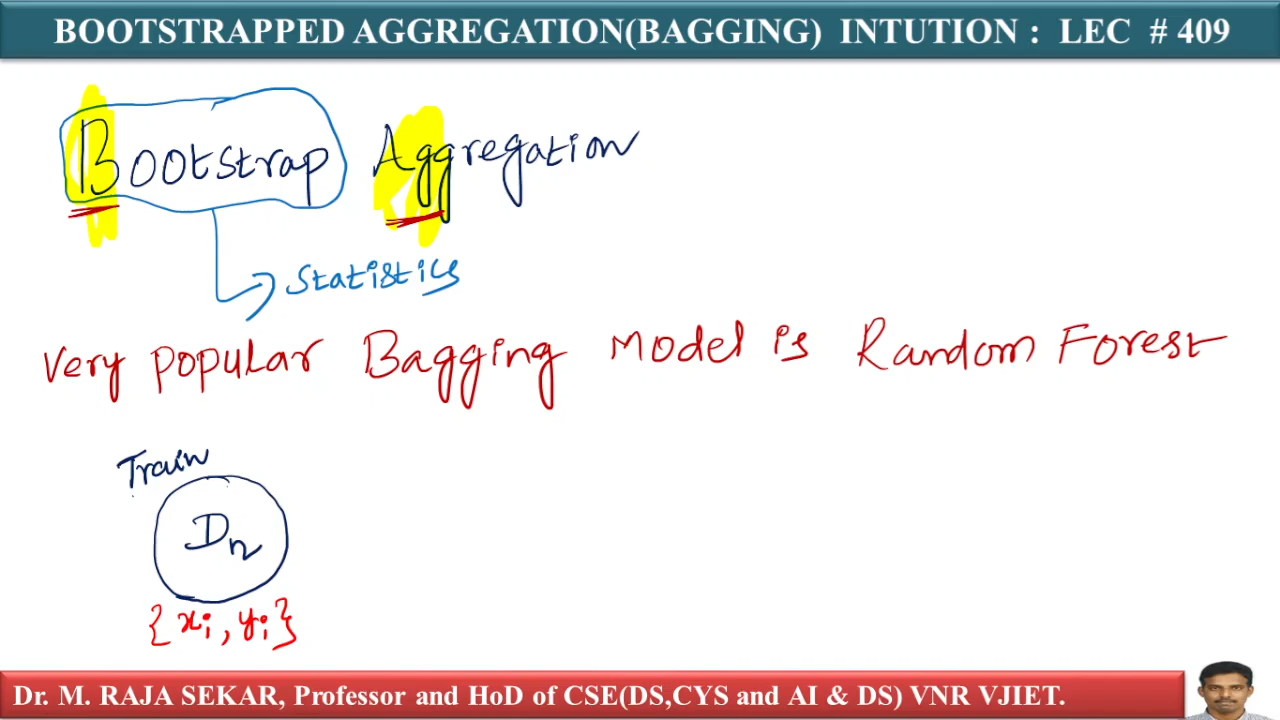 BOOTSTRAPPED AGGREGATION(BAGGING) INTUTION : LEC # 409
Bootstrap Aggregation
Statistics
Very popular Bagging Model is Random Forest
Train
Dn
{xi, yi}
Dr. M. RAJA SEKAR, Professor and HoD of CSE(DS,CYS and AI & DS) VNR VJIET.